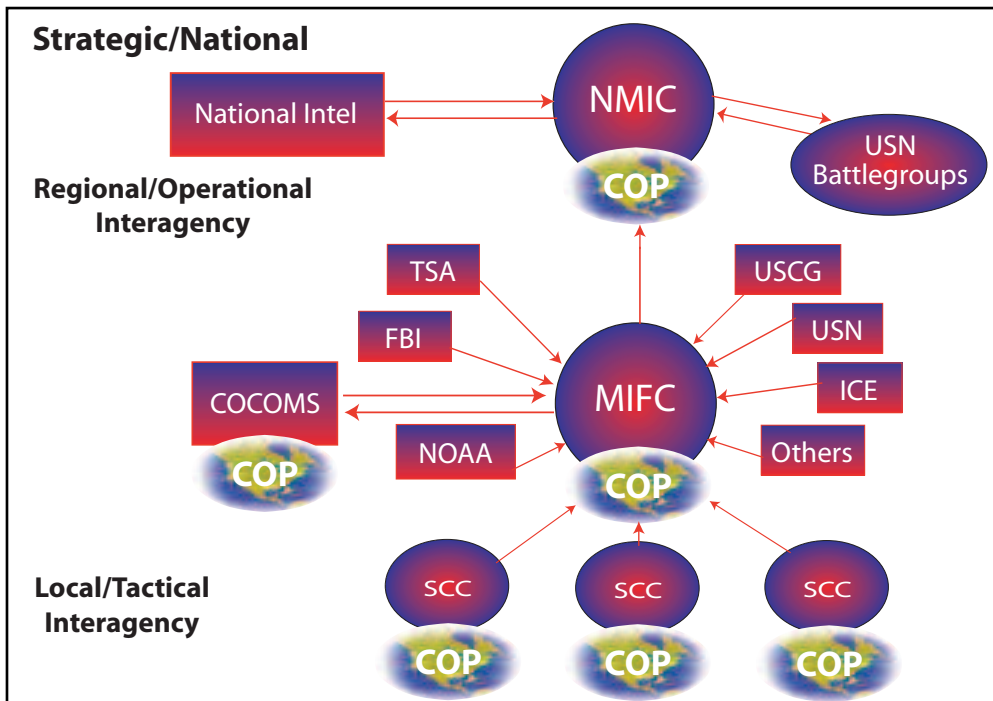 Strategic/National
National Intel
NMIC
COP
USN
Battlegroups
Regional/Operational
Interagency
TSA
USCG
FBI
USN
COCOMS
COP
MIFC
COP
ICE
NOAA
Others
Local/Tactical
Interagency
SCC
COP
SCC
COP
SCC
COP